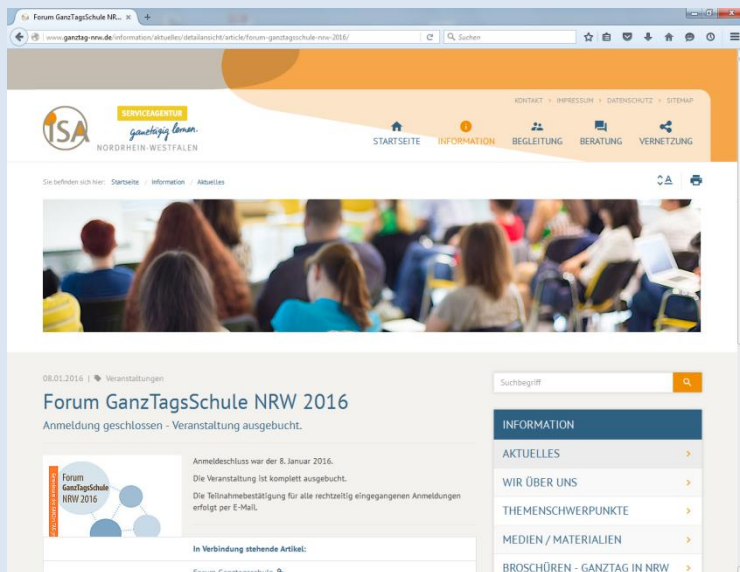 Forum GanzTagsSchule NR...
www.ganztag-nrw.de/information/aktuelles/detailansicht/article/forum-ganztagsschule-nrw-2016/
Suchen
KONTAKT > IMPRESSUM > DATENSCHUTZ > SITEMAP
ISA
SERVICEAGENTUR
ganztägig lernen.
NORDRHEIN-WESTFALEN
STARTSEITE INFORMATION BEGLEITUNG BERATUNG VERNETZUNG
Sie befinden sich hier: Startseite / Information / Aktuelles
A
08.01.2016 | Veranstaltungen
Forum GanzTagsSchule NRW 2016
Anmeldung geschlossen - Veranstaltung ausgebucht.
Forum
GanzTagsSchule
NRW 2016
Anmeldeschluss war der 8. Januar 2016.
Die Veranstaltung ist komplett ausgebucht.
Die Teilnahmebestätigung für alle rechtzeitig eingegangenen Anmeldungen
erfolgt per E-Mail.
In Verbindung stehende Artikel:
Forum Ganztagsschule
Suchbegriff
INFORMATION
AKTUELLES
WIR ÜBER UNS
THEMENSCHWERPUNKTE
MEDIEN / MATERIALIEN
BROSCHÜREN - GANZTAG IN NRW